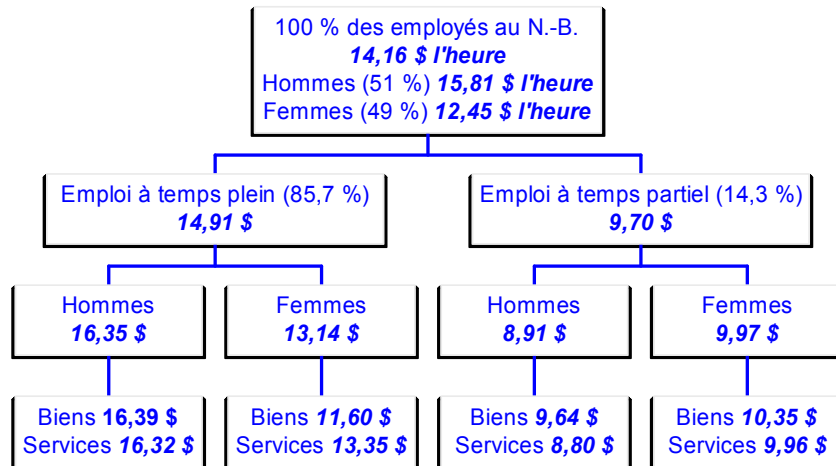 100 % des employés au N.-B.
14,16 $ l'heure
Hommes (51 %) 15,81 $ l'heure
Femmes (49 %) 12,45 $ l'heure
Emploi à temps plein (85,7 %)
14,91 $
Emploi à temps partiel (14,3 %)
9,70 $
Hommes
16,35 $
Femmes
13,14 $
Hommes
8,91 $
Femmes
9,97 $
Biens 16,39 $
Services 16,32 $
Biens 11,60 $
Services 13,35 $
Biens 9,64 $
Services 8,80 $
Biens 10,35 $
Services 9,96 $